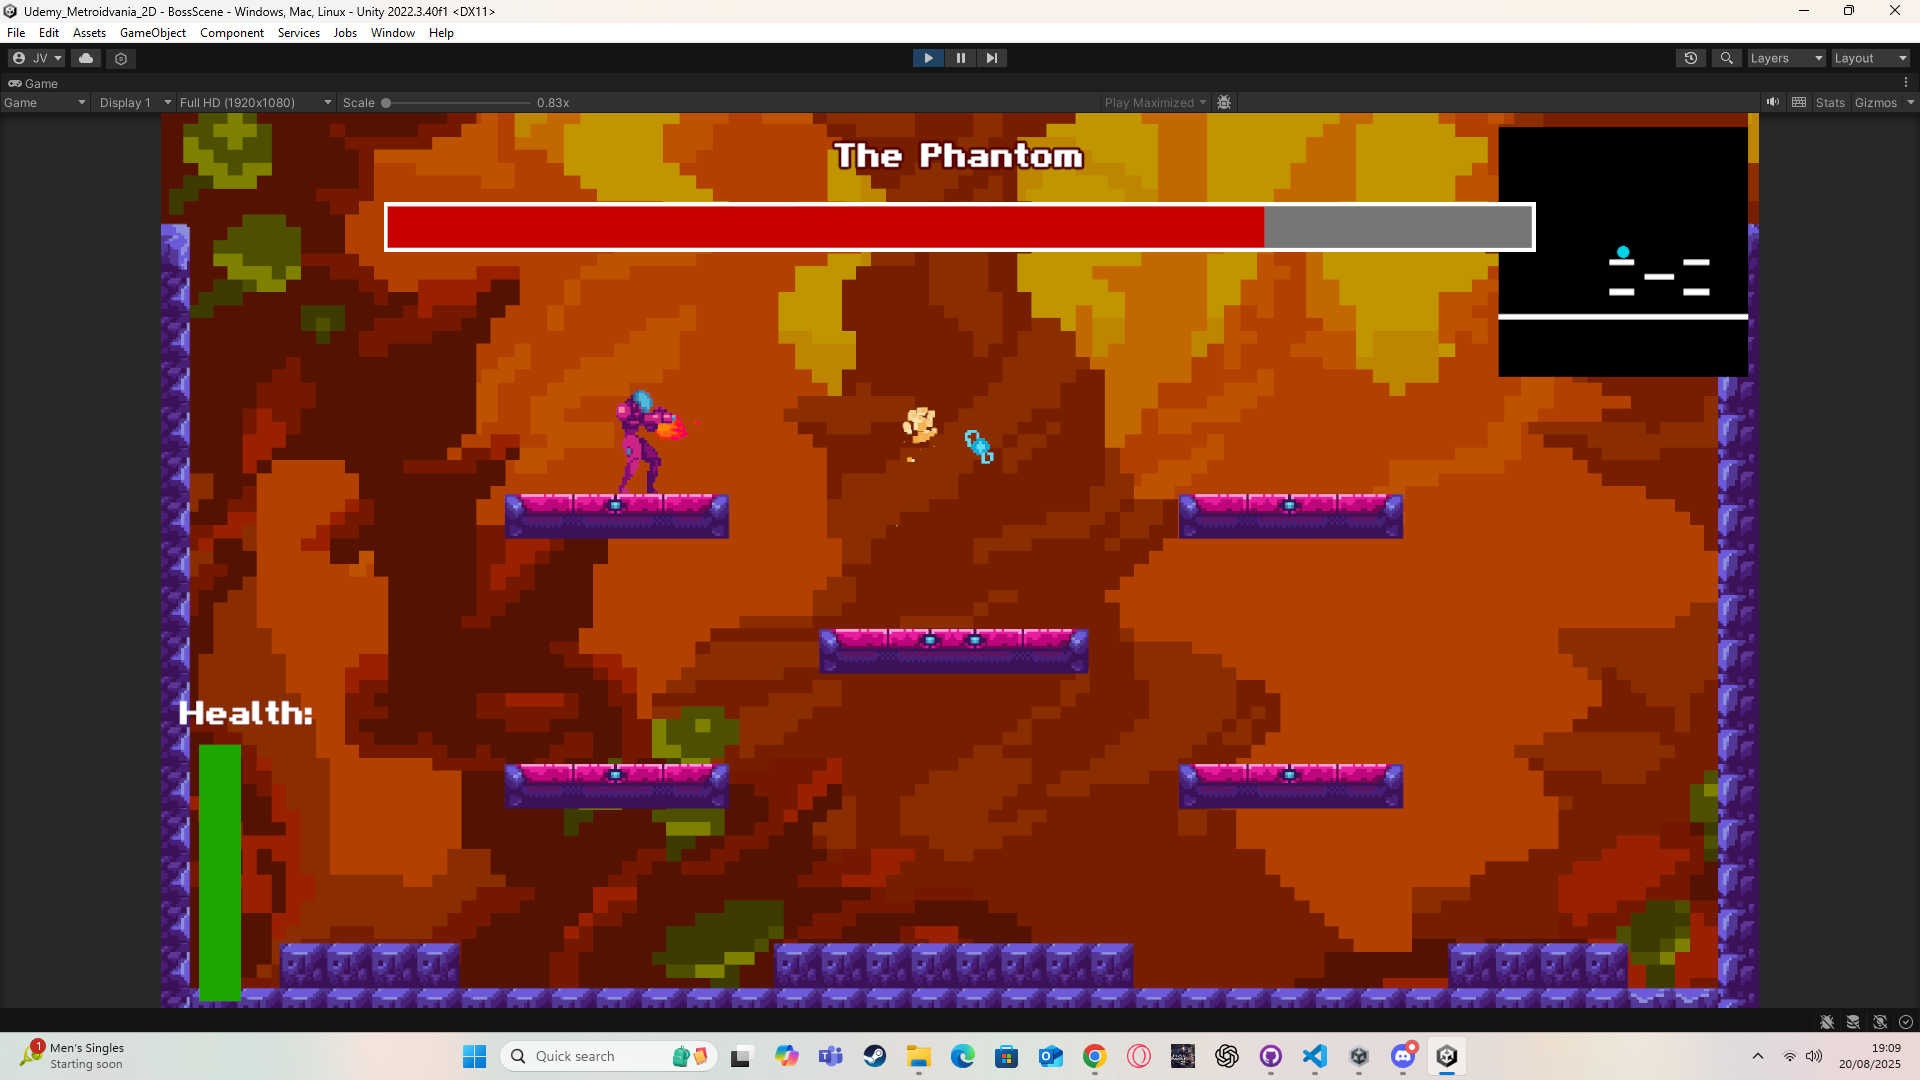 Udemy_Metroidvania_2D - BossScene - Windows, Mac, Linux - Unity 2022.3.40f1 <DX11>
File Edit Assets GameObject Component Services Jobs Window Help
JV Layers Layout
Game
Game Display 1 Full HD (1920x1080) Scale 0.83x Play Maximized Stats Gizmos
The Phantom
Health:
1 Men's Singles
Starting soon
Quick search
19:09
20/08/2025